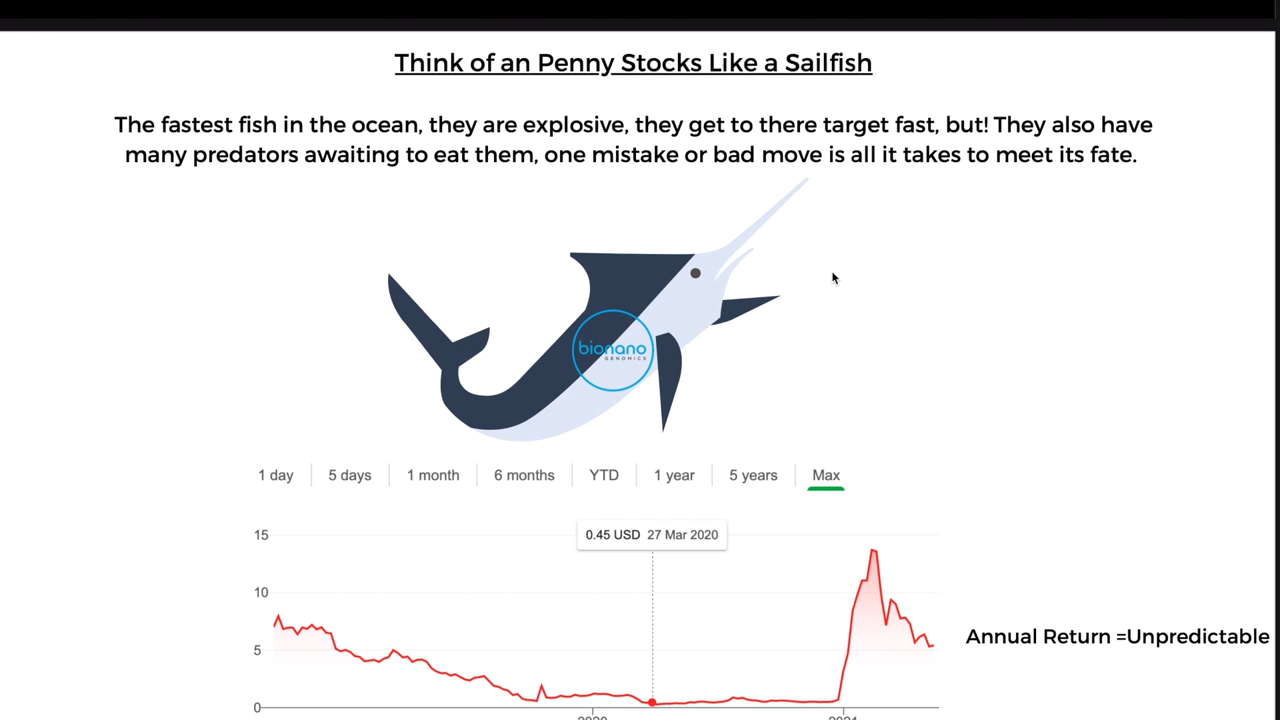 Think of an Penny Stocks Like a Sailfish
The fastest fish in the ocean, they are explosive, they get to there target fast, but! They also have
many predators awaiting to eat them, one mistake or bad move is all it takes to meet its fate.
bionano
GENOMICS
1 day 5 days 1 month 6 months YTD 1 year 5 years Max
15
0.45 USD 27 Mar 2020
10
Annual Return =Unpredictable
5
0
2020 2021